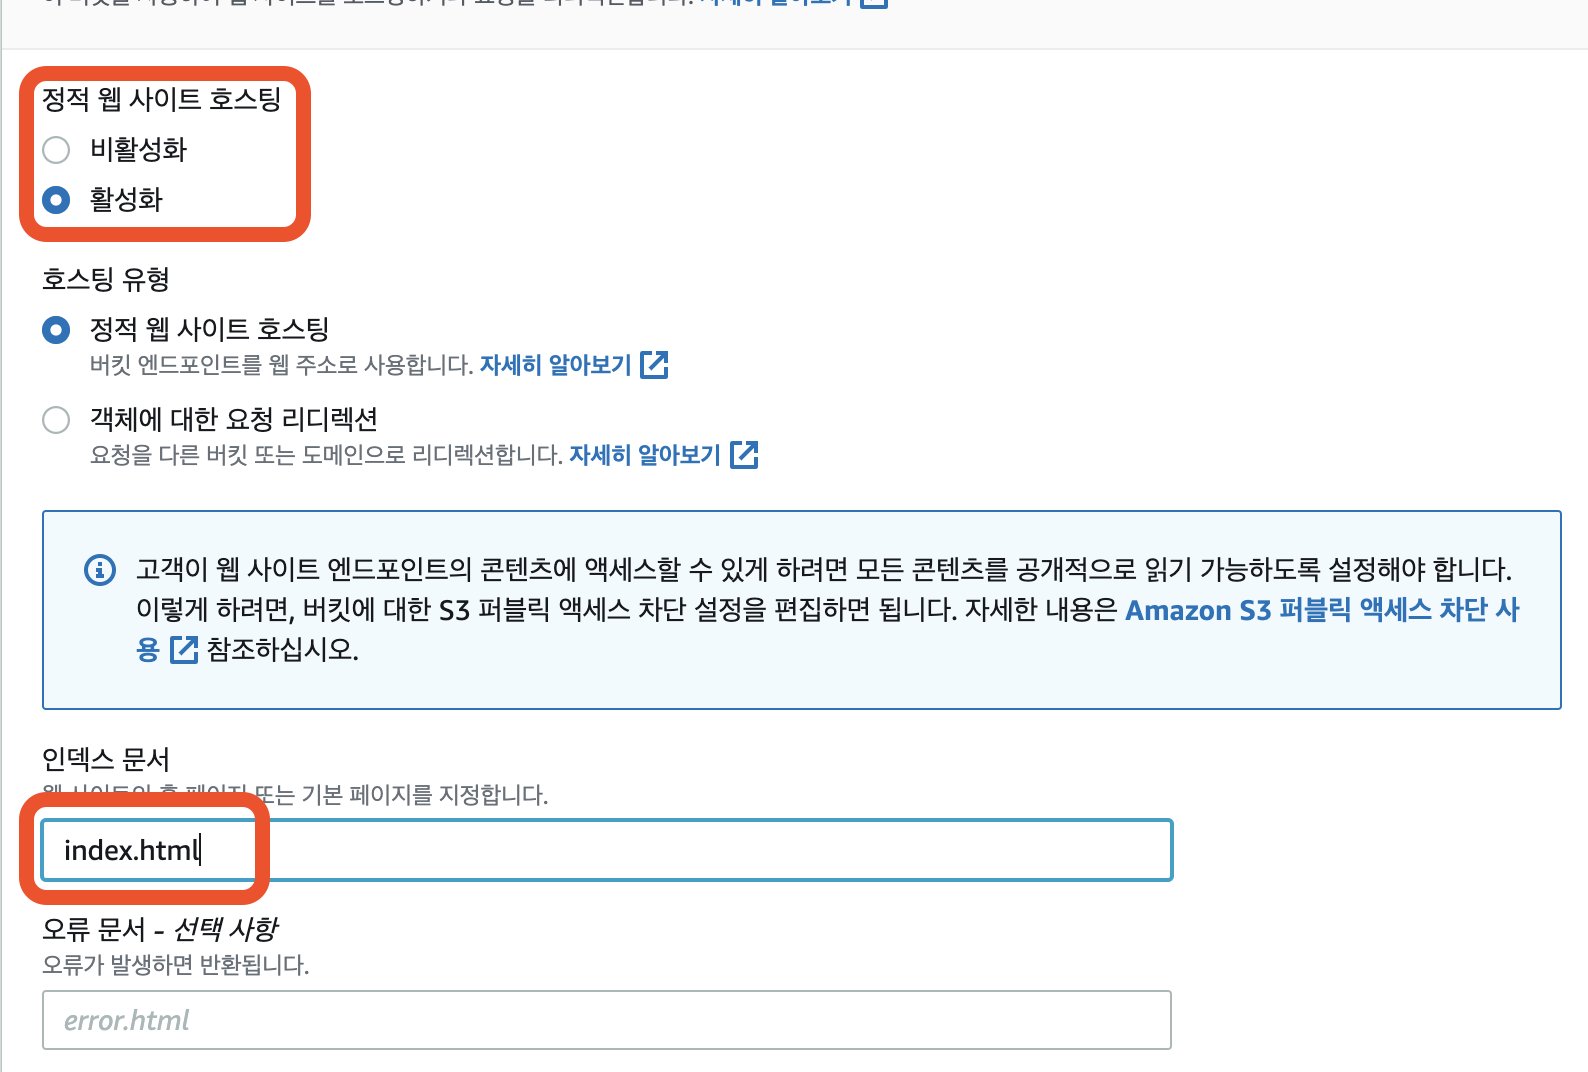 정적 웹 사이트 호스팅
비활성화
활성화
호스팅 유형
정적 웹 사이트 호스팅
버킷 엔드포인트를 웹 주소로 사용합니다. 자세히 알아보기
객체에 대한 요청 리디렉션
요청을 다른 버킷 또는 도메인으로 리디렉션합니다. 자세히 알아보기
고객이 웹 사이트 엔드포인트의 콘텐츠에 액세스할 수 있게 하려면 모든 콘텐츠를 공개적으로 읽기 가능하도록 설정해야 합니다.
이렇게 하려면, 버킷에 대한 S3 퍼블릭 액세스 차단 설정을 편집하면 됩니다. 자세한 내용은 Amazon S3 퍼블릭 액세스 차단 사
용 참조하십시오.
인덱스 문서
웹 사이트의 홈 페이지 또는 기본 페이지를 지정합니다.
index.html
오류 문서 - 선택 사항
오류가 발생하면 반환됩니다.
error.html